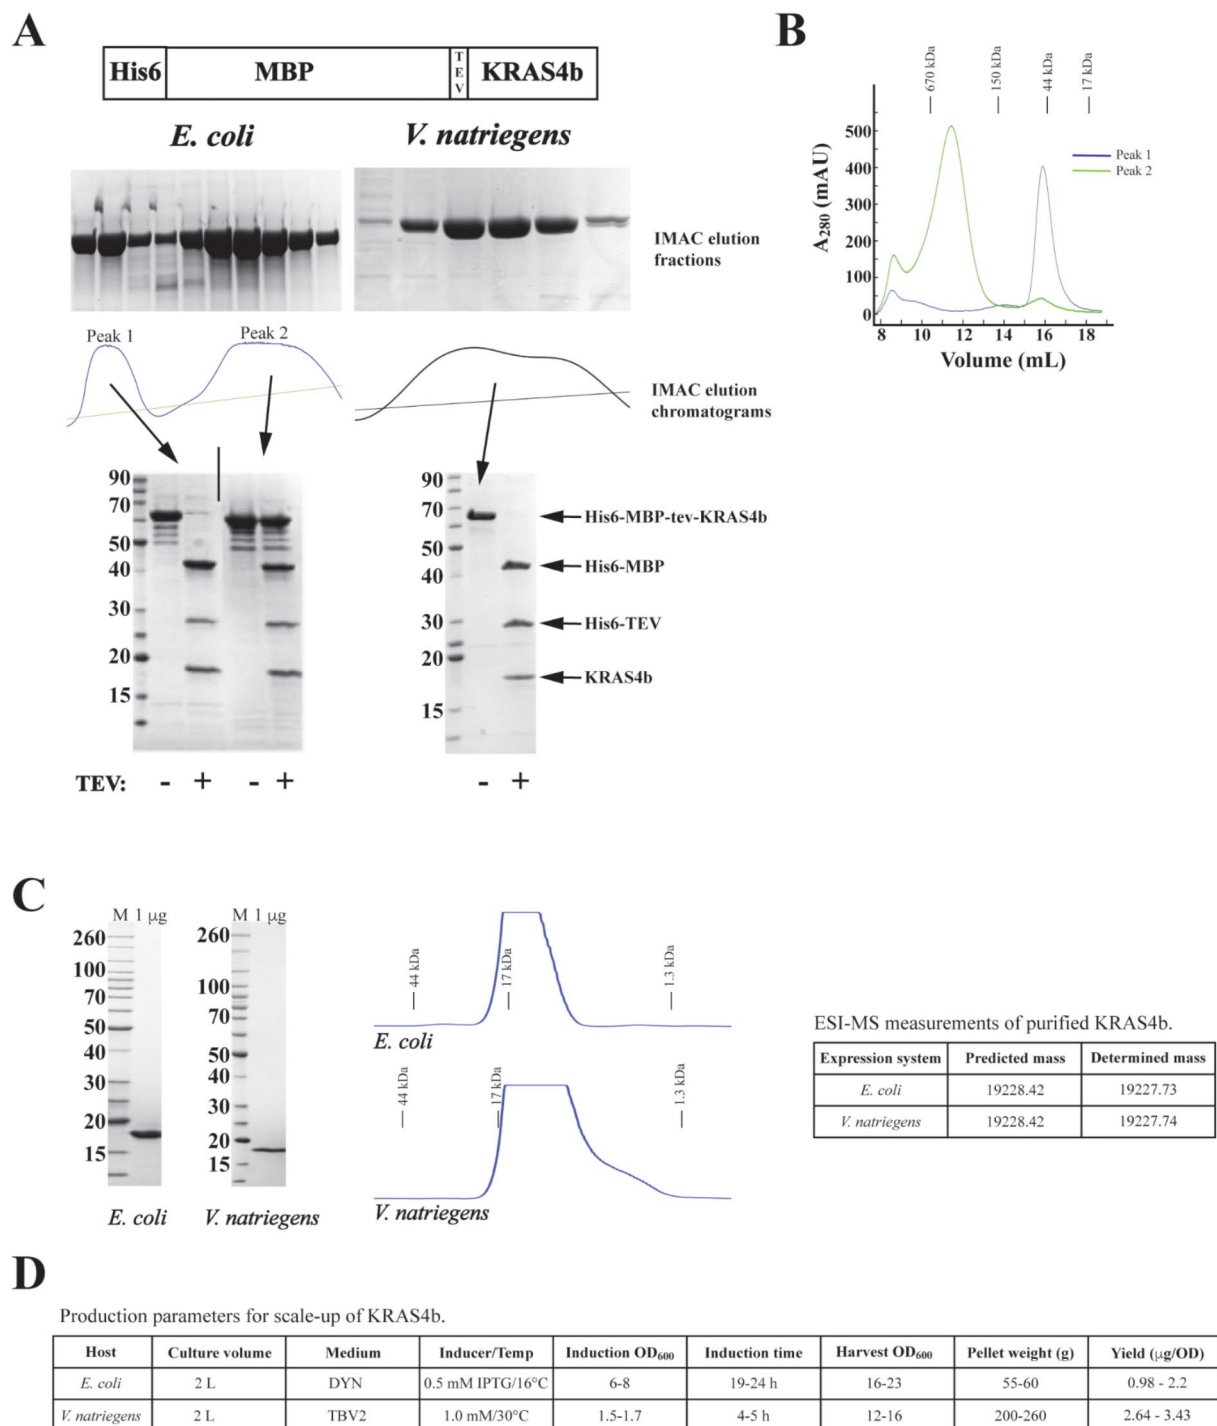 A
His6 MBP TEV KRAS4b
E. coli V. natriegens
IMAC elution
fractions
Peak 1 Peak 2
IMAC elution
chromatograms
90
70
50
40
30
20
15
90
70
50
40
30
20
15
His6-MBP-tev-KRAS4b
His6-MBP
His6-TEV
KRAS4b
TEV: - + - + - +
B
670 kDa 150 kDa 44 kDa 17 kDa
Peak 1
Peak 2
A280 (mAU)
500
400
300
200
100
0
8 10 12 14 16 18
Volume (mL)
C
M 1 µg
260
100
70
50
40
30
20
15
E. coli
M 1 µg
260
100
70
50
40
30
20
15
V. natriegens
44 kDa 17 kDa 1.3 kDa
E. coli
44 kDa 17 kDa 1.3 kDa
V. natriegens
ESI-MS measurements of purified KRAS4b.
Expression system Predicted mass Determined mass
E. coli 19228.42 19227.73
V. natriegens 19228.42 19227.74
D
Production parameters for scale-up of KRAS4b.
Host Culture volume Medium Inducer/Temp Induction OD600 Induction time Harvest OD600 Pellet weight (g) Yield (µg/OD)
E. coli 2 L DYN 0.5 mM IPTG/16°C 6-8 19-24 h 16-23 55-60 0.98 - 2.2
V. natriegens 2 L TBV2 1.0 mM/30°C 1.5-1.7 4-5 h 12-16 200-260 2.64 - 3.43